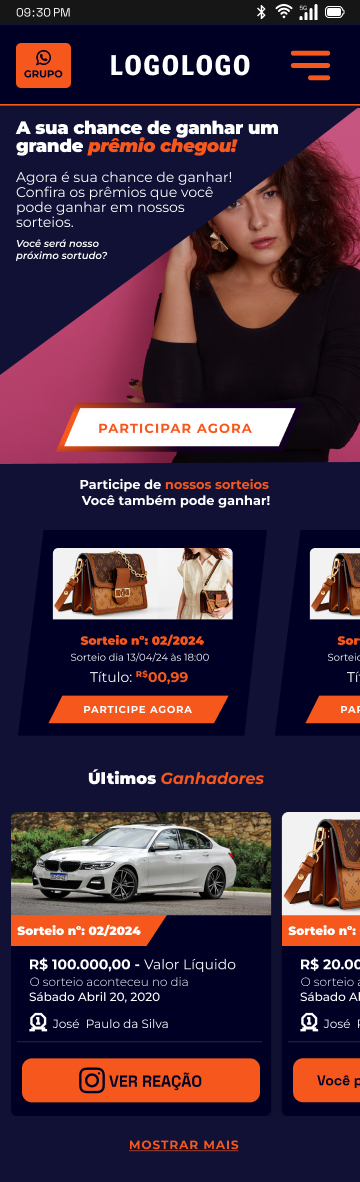 09:30 PM
5G
GRUPO
LOGOLOGO
A sua chance de ganhar um
grande prêmio chegou!
Agora é sua chance de ganhar!
Confira os prêmios que você
pode ganhar em nossos
sorteios.
Você será nosso
próximo sortudo?
PARTICIPAR AGORA
Participe de nossos sorteios
Você também pode ganhar!
Sorteio nº: 02/2024
Sorteio dia 13/04/24 às 18:00
Título: R$00,99
PARTICIPE AGORA
Últimos Ganhadores
Sorteio nº: 02/2024
R$ 100.000,00 - Valor Líquido
O sorteio aconteceu no dia
Sábado Abril 20, 2020
1 José Paulo da Silva
VER REAÇÃO
Sorteio nº:
R$ 20.00
O sorteio a
Sábado A
1 José P
Você p
MOSTRAR MAIS